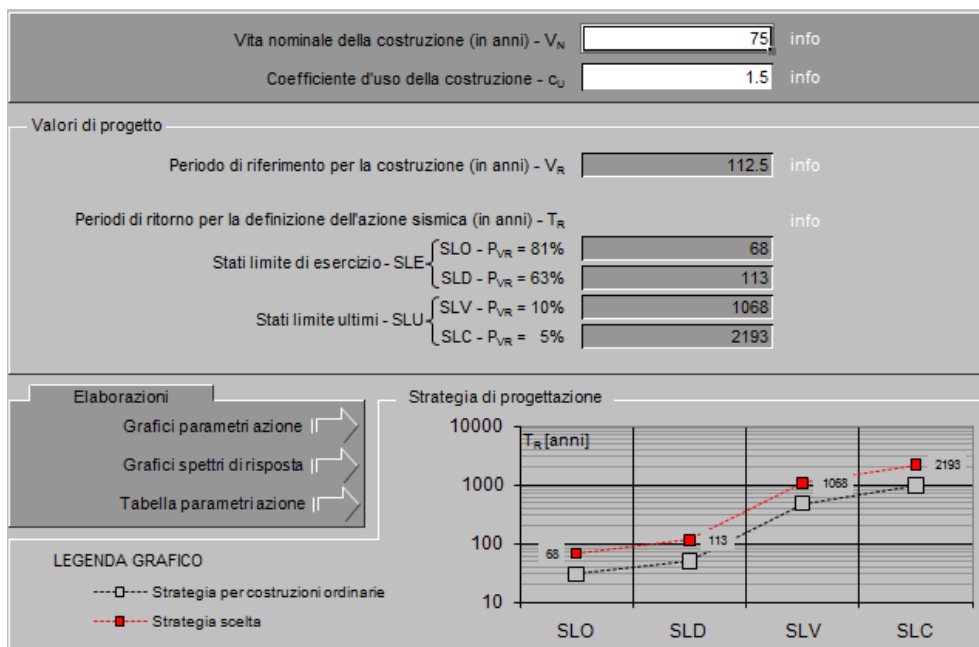 Vita nominale della costruzione (in anni) - VN 75 info
Coefficiente d'uso della costruzione - cU 1.5 info
Valori di progetto
Periodo di riferimento per la costruzione (in anni) - VR 112.5 info
Periodi di ritorno per la definizione dell'azione sismica (in anni) - TR info
Stati limite di esercizio - SLE
SLO - PVR = 81% 68
SLD - PVR = 63% 113
Stati limite ultimi - SLU
SLV - PVR = 10% 1068
SLC - PVR = 5% 2193
Elaborazioni
Grafici parametri azione
Grafici spettri di risposta
Tabella parametri azione
Strategia di progettazione
TR [anni]
10000
1000
100
10
68
113
1068
2193
SLO SLD SLV SLC
LEGENDA GRAFICO
Strategia per costruzioni ordinarie
Strategia scelta